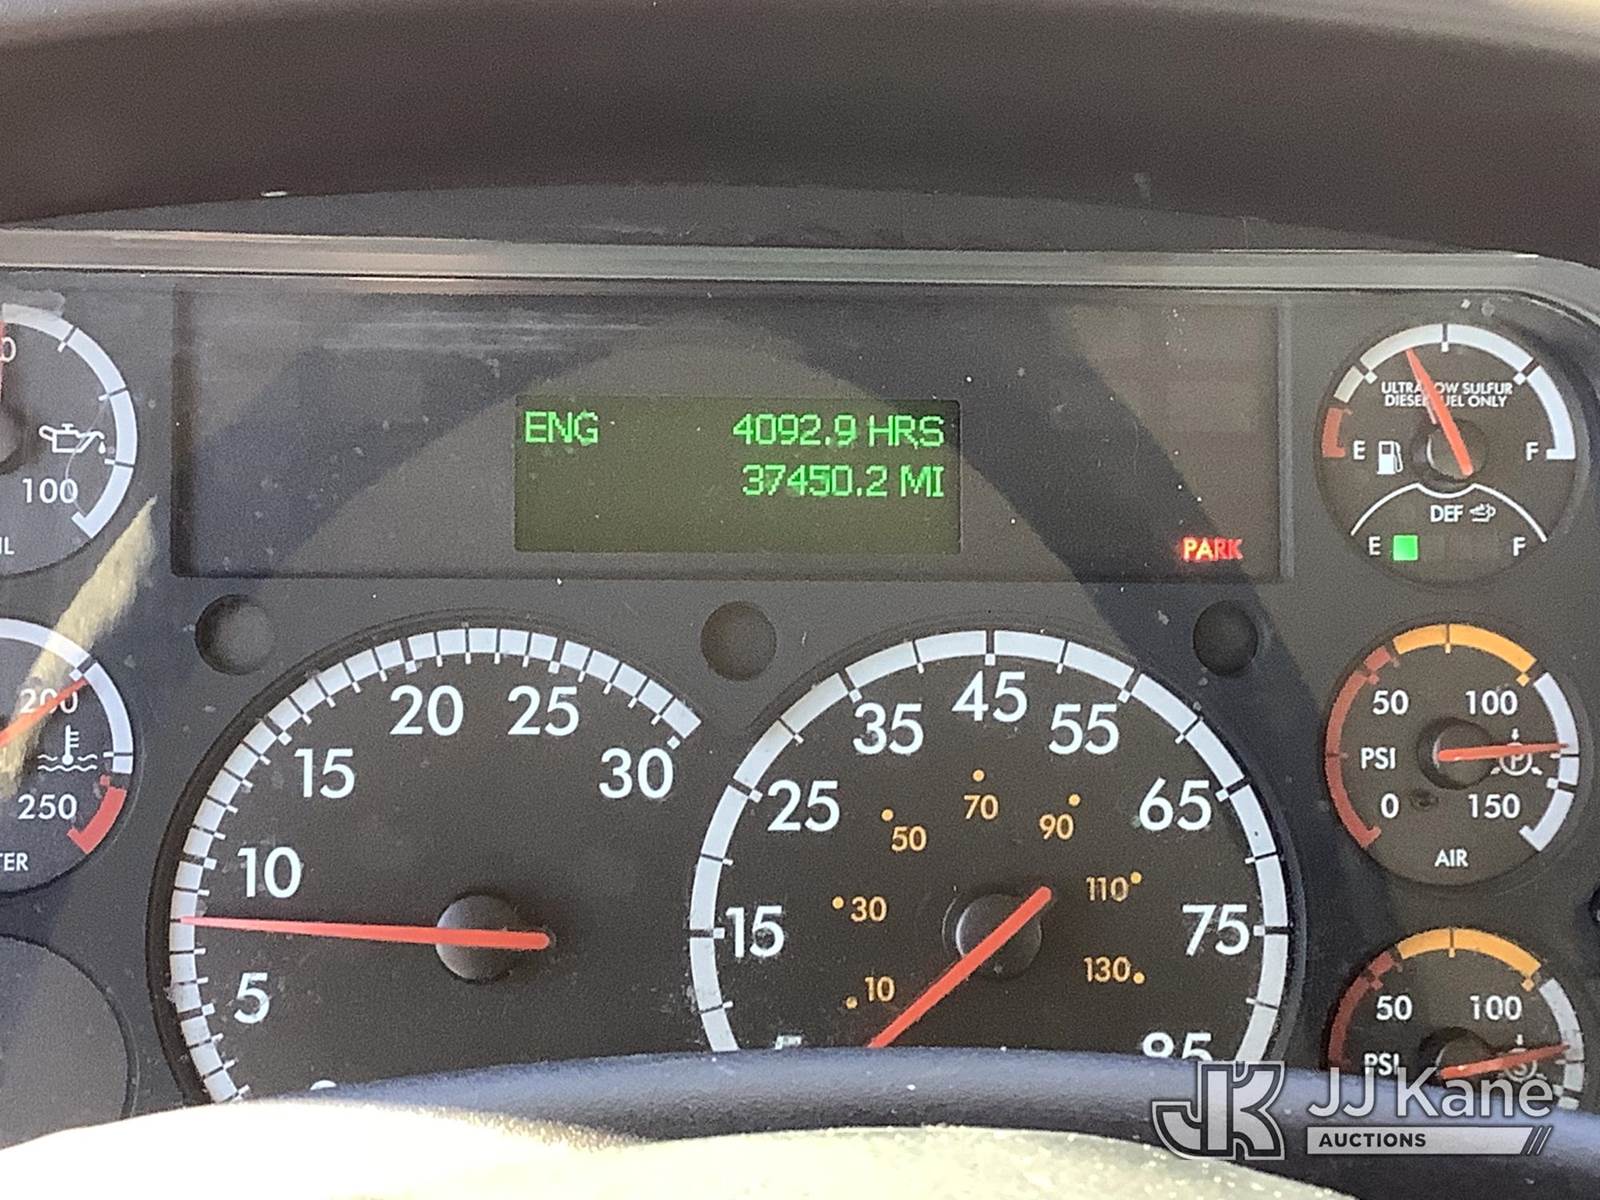 ENG 4092.9 HRS
37450.2 MI
PARK
100
200
250
5
10
15
20
25
30
15
25
35
45
55
65
75
85
10
30
50
70
90
110
130
ULTRA LOW SULFUR
DIESEL FUEL ONLY
E F
DEF
E F
50 100
PSI
0 150
AIR
50 100
PSI
JK JJ Kane
AUCTIONS